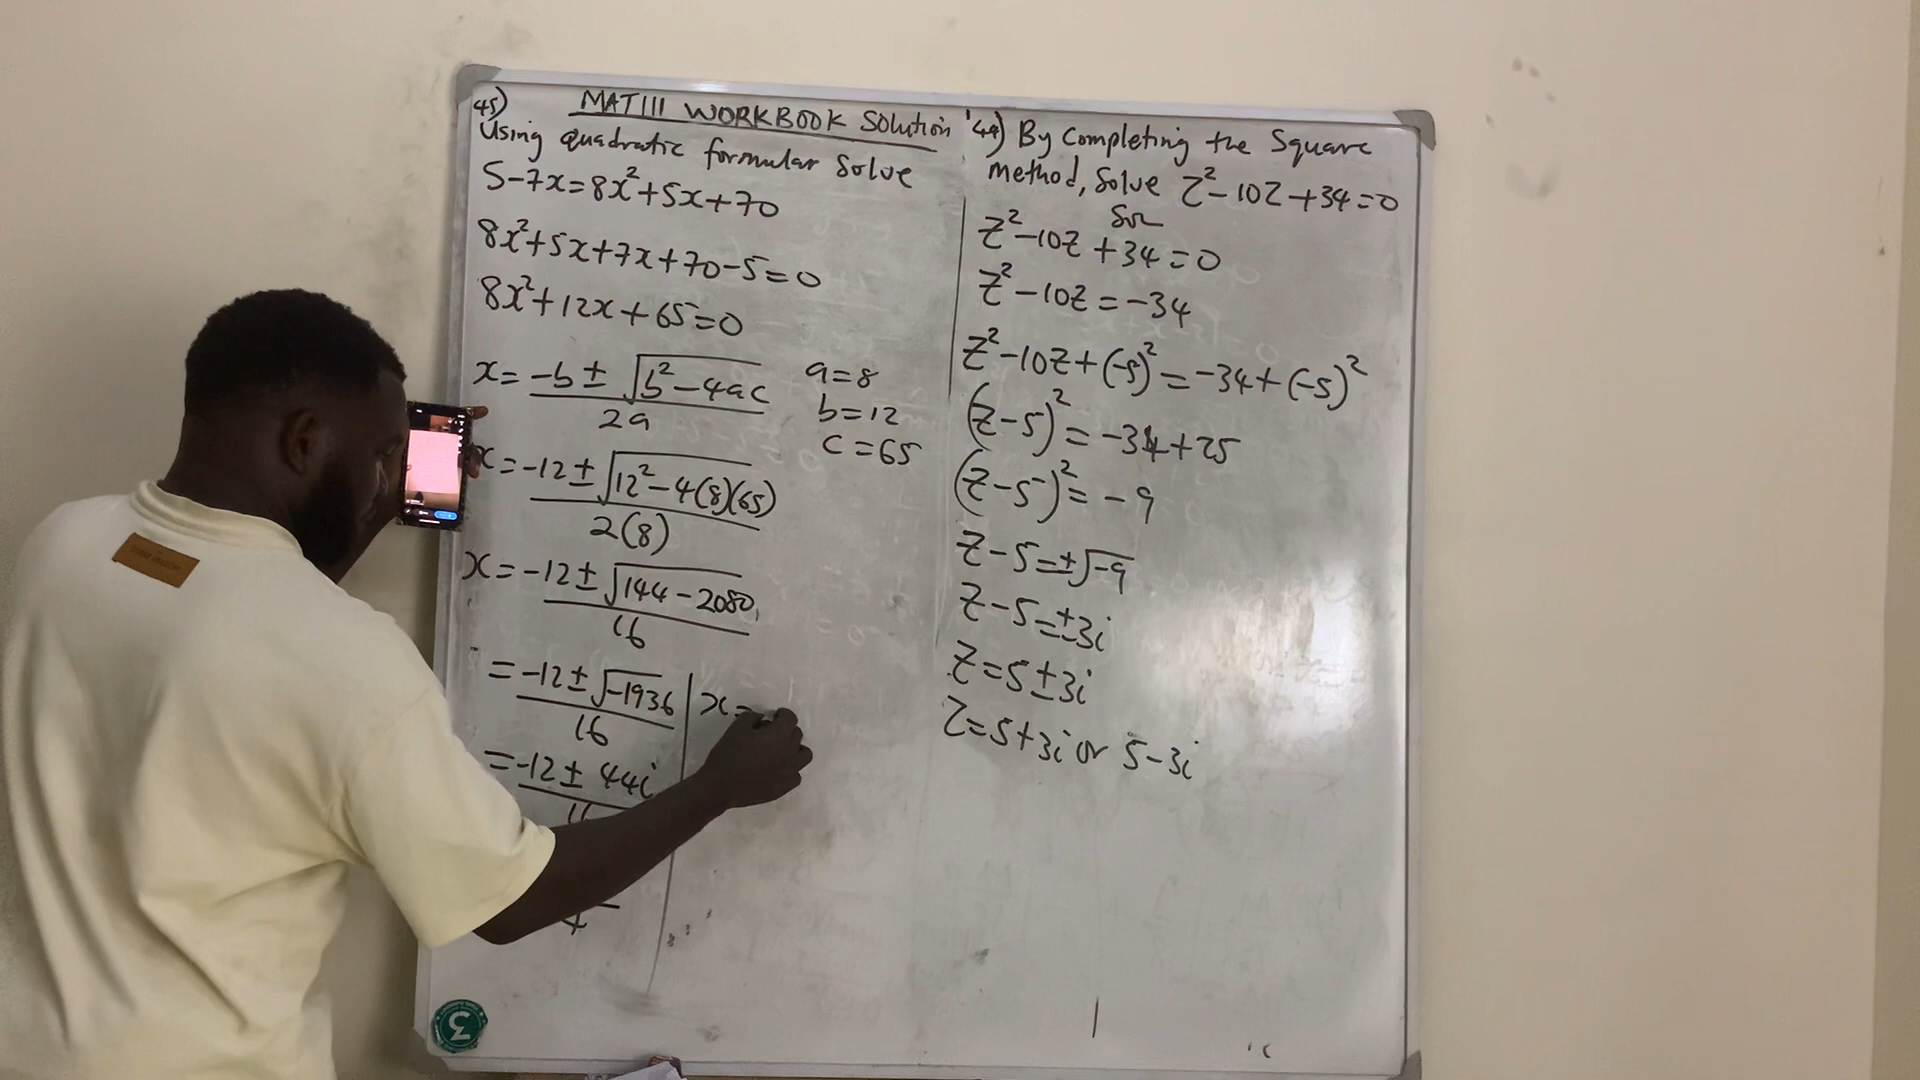 MAT111 WORKBOOK Solution
45)
Using quadratic formular Solve
5-7x=8x²+5x+70
8x²+5x+7x+70-5=0
8x²+12x+65=0
x=-b±√b²-4ac/2a
a=8
b=12
c=65
x=-12±√12²-4(8)(65)/2(8)
x=-12±√144-2080/16
=-12±√-1936/16
=-12±44i
x=
By Completing the Square
method, Solve Z²-10Z+34=0
Sol
Z²-10Z+34=0
Z²-10Z=-34
Z²-10Z+(-5)²=-34+(-5)²
(Z-5)²=-34+25
(Z-5)²=-9
Z-5=±√-9
Z-5=±3i
Z=5±3i
Z=5+3i or 5-3i
3